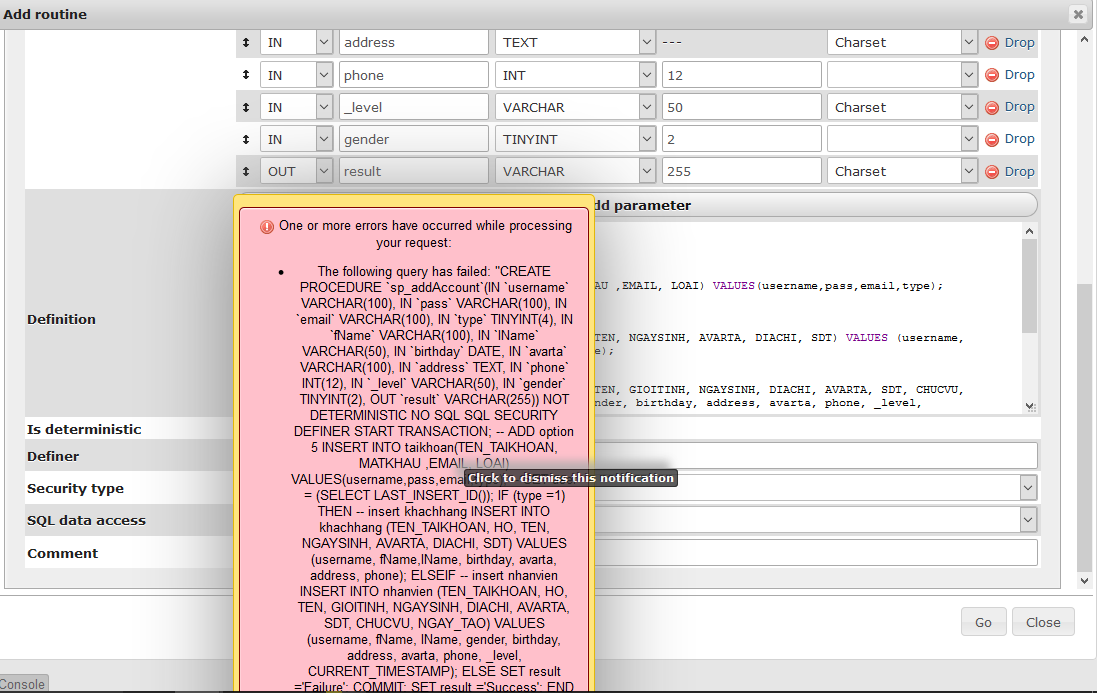 Add routine
IN address TEXT --- Charset Drop
IN phone INT 12 Drop
IN _level VARCHAR 50 Charset Drop
IN gender TINYINT 2 Drop
OUT result VARCHAR 255 Charset Drop
dd parameter
Definition
AU ,EMAIL, LOAI) VALUES(username,pass,email,type);
TEN, NGAYSINH, AVARTA, DIACHI, SDT) VALUES (username,
e);
TEN, GIOITINH, NGAYSINH, DIACHI, AVARTA, SDT, CHUCVU,
nder, birthday, address, avarta, phone, _level,
One or more errors have occurred while processing
your request:
• The following query has failed: "CREATE
PROCEDURE `sp_addAccount`(IN `username`
VARCHAR(100), IN `pass` VARCHAR(100), IN
`email` VARCHAR(100), IN `type` TINYINT(4), IN
`fName` VARCHAR(100), IN `lName`
VARCHAR(50), IN `birthday` DATE, IN `avarta`
VARCHAR(100), IN `address` TEXT, IN `phone`
INT(12), IN `_level` VARCHAR(50), IN `gender`
TINYINT(2), OUT `result` VARCHAR(255)) NOT
DETERMINISTIC NO SQL SQL SECURITY
DEFINER START TRANSACTION; -- ADD option
5 INSERT INTO taikhoan(TEN_TAIKHOAN,
MATKHAU ,EMAIL, LOAI)
VALUES(username,pass,ema
= (SELECT LAST_INSERT_ID()); IF (type =1)
THEN -- insert khachhang INSERT INTO
khachhang (TEN_TAIKHOAN, HO, TEN,
NGAYSINH, AVARTA, DIACHI, SDT) VALUES
(username, fName,lName, birthday, avarta,
address, phone); ELSEIF -- insert nhanvien
INSERT INTO nhanvien (TEN_TAIKHOAN, HO,
TEN, GIOITINH, NGAYSINH, DIACHI, AVARTA,
SDT, CHUCVU, NGAY_TAO) VALUES
(username, fName, lName, gender, birthday,
address, avarta, phone, _level,
CURRENT_TIMESTAMP); ELSE SET result
='Failure'; COMMIT; SET result ='Success'; END
Click to dismiss this notification
Is deterministic
Definer
Security type
SQL data access
Comment
Go Close
Console